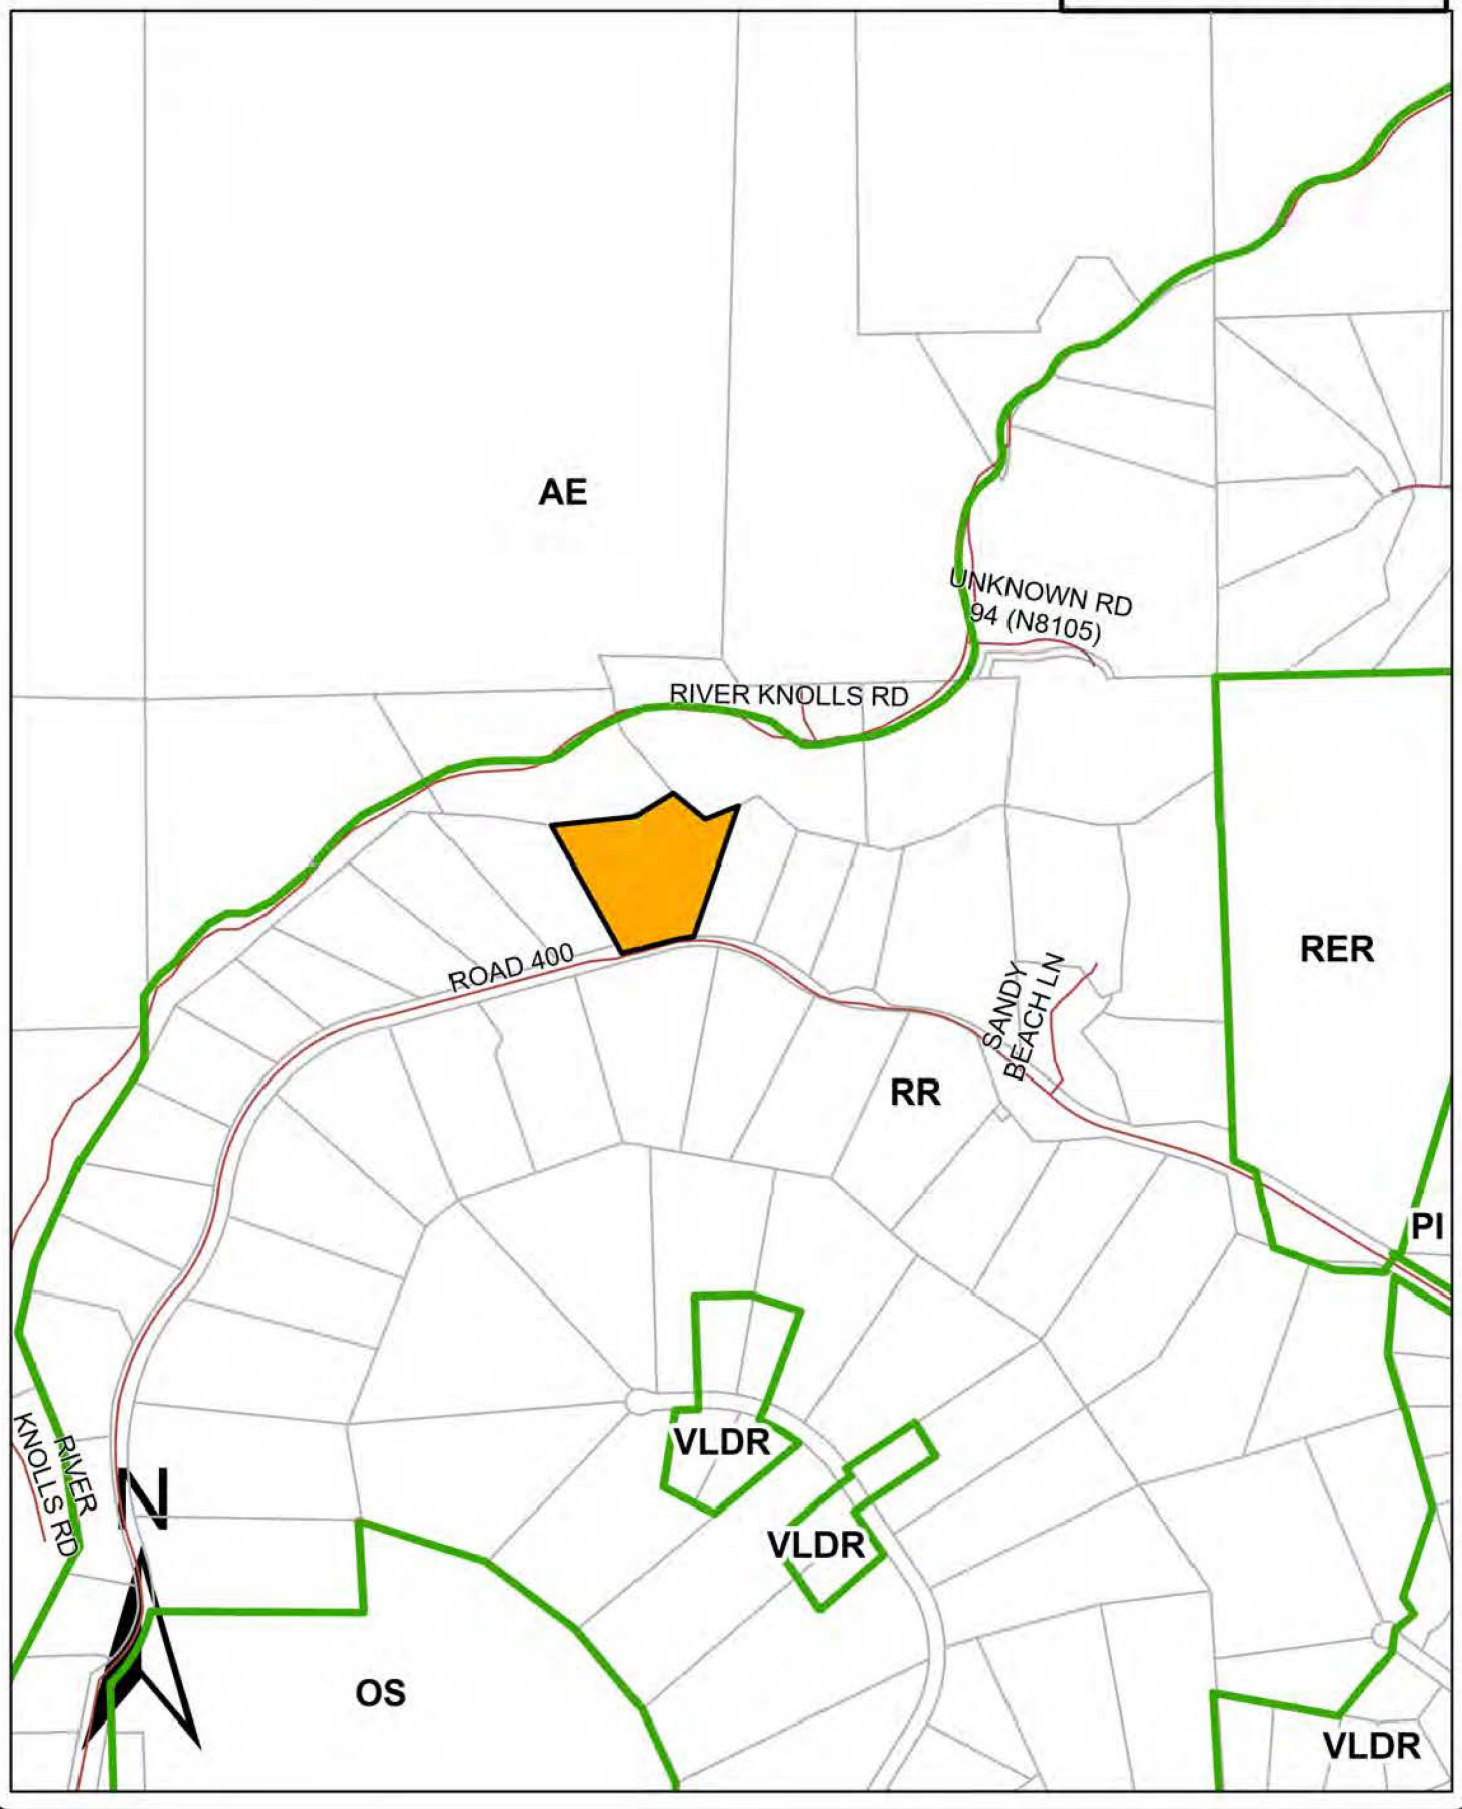 AE
UNKNOWN RD
94 (N8105)
RIVER KNOLLS RD
RER
ROAD 400
SANDY
BEACH LN
RR
PI
VLDR
RIVER
KNOLLS RD
N
VLDR
OS
VLDR